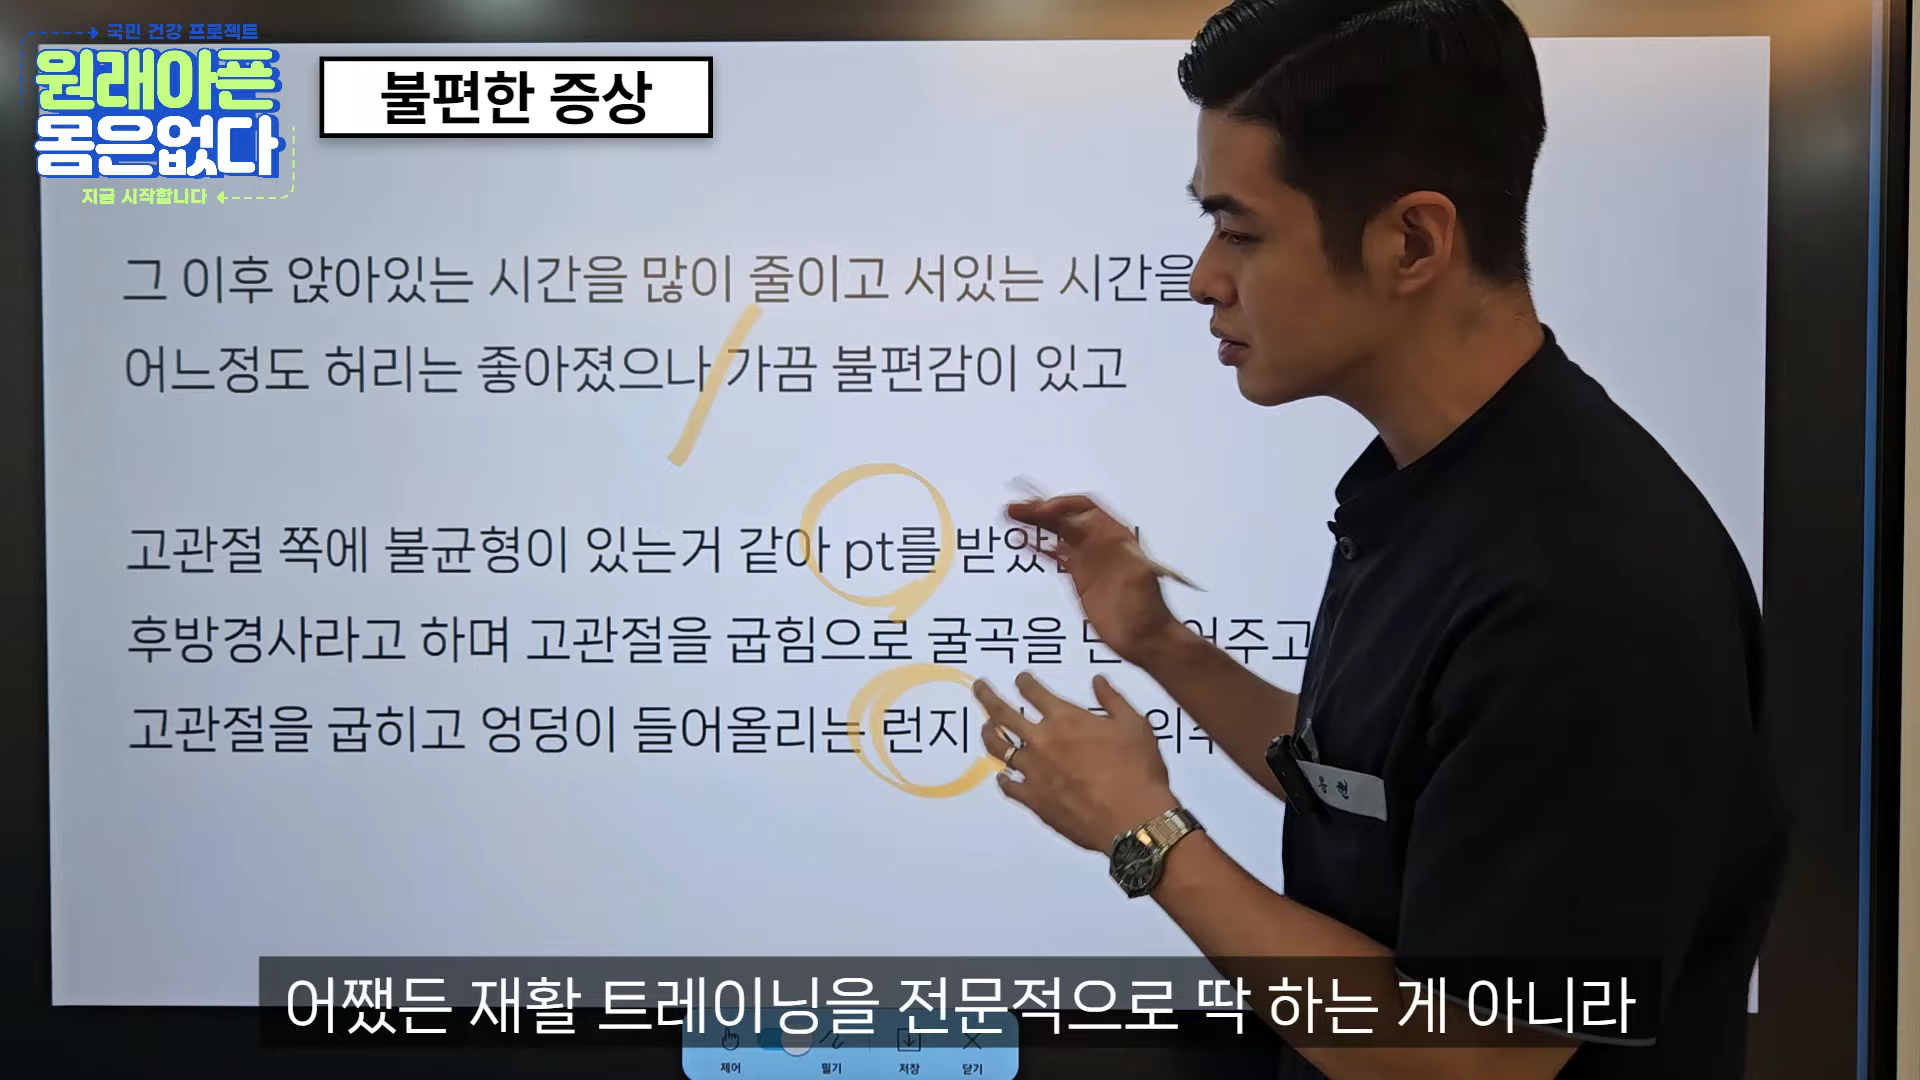 국민 건강 프로젝트
원래아픈
몸은없다
지금 시작합니다
불편한 증상
그 이후 앉아있는 시간을 많이 줄이고 서있는 시간을
어느정도 허리는 좋아졌으나 가끔 불편감이 있고
고관절 쪽에 불균형이 있는거 같아 pt를
후방경사라고 하며 고관절을 굽힘으로 굴곡을
고관절을 굽히고 엉덩이 들어올리는 런지
어쨌든 재활 트레이닝을 전문적으로 딱 하는 게 아니라
제어 필기 저장 닫기